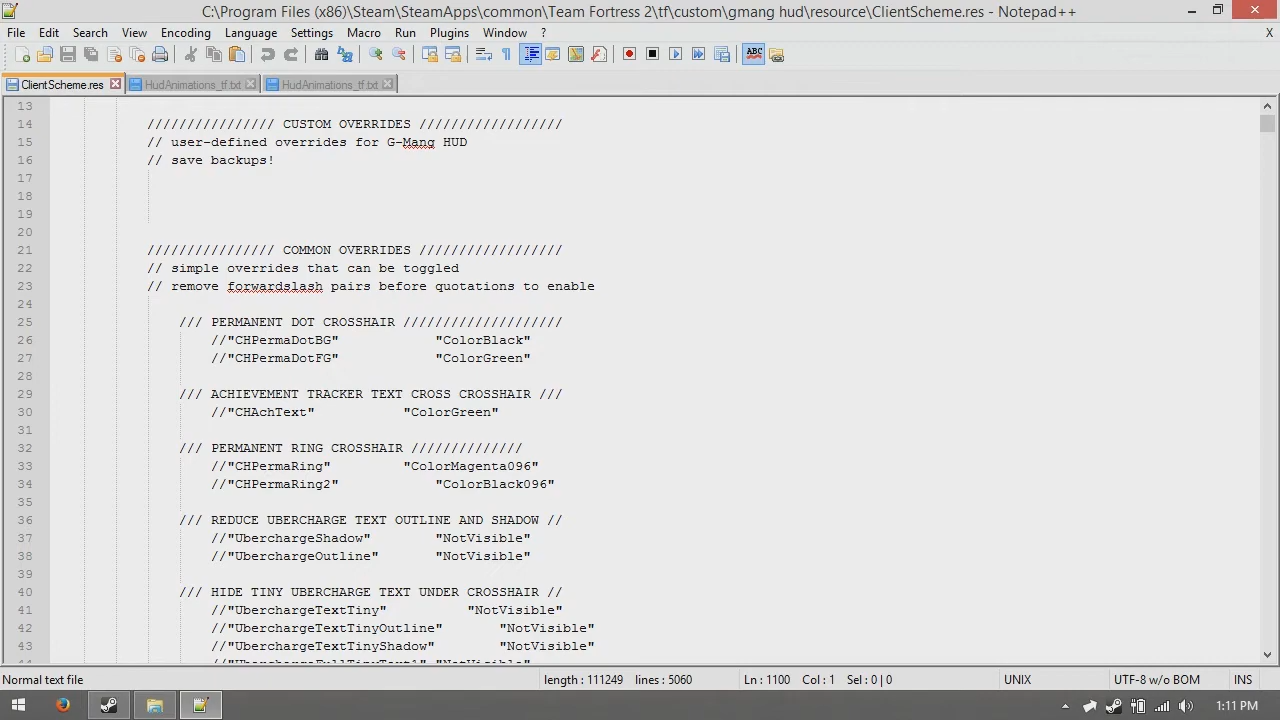 C:\Program Files (x86)\Steam\SteamApps\common\Team Fortress 2\tf\custom\gmang hud\resource\ClientScheme.res - Notepad++
File Edit Search View Encoding Language Settings Macro Run Plugins Window ? X
ABC
ClientScheme.res HudAnimations_tf.txt HudAnimations_tf.txt
13
14 //////////////// CUSTOM OVERRIDES //////////////////
15 // user-defined overrides for G-Mang HUD
16 // save backups!
17
18
19
20
21 //////////////// COMMON OVERRIDES //////////////////
22 // simple overrides that can be toggled
23 // remove forwardslash pairs before quotations to enable
24
25 /// PERMANENT DOT CROSSHAIR ////////////////////
26 //"CHPermaDotBG" "ColorBlack"
27 //"CHPermaDotFG" "ColorGreen"
28
29 /// ACHIEVEMENT TRACKER TEXT CROSS CROSSHAIR ///
30 //"CHAchText" "ColorGreen"
31
32 /// PERMANENT RING CROSSHAIR //////////////
33 //"CHPermaRing" "ColorMagenta096"
34 //"CHPermaRing2" "ColorBlack096"
35
36 /// REDUCE UBERCHARGE TEXT OUTLINE AND SHADOW //
37 //"UberchargeShadow" "NotVisible"
38 //"UberchargeOutline" "NotVisible"
39
40 /// HIDE TINY UBERCHARGE TEXT UNDER CROSSHAIR //
41 //"UberchargeTextTiny" "NotVisible"
42 //"UberchargeTextTinyOutline" "NotVisible"
43 //"UberchargeTextTinyShadow" "NotVisible"
44 //"UberchargeFullTinyText1" "NotVisible"
Normal text file length : 111249 lines : 5060 Ln : 1100 Col : 1 Sel : 0 | 0 UNIX UTF-8 w/o BOM INS
1:11 PM